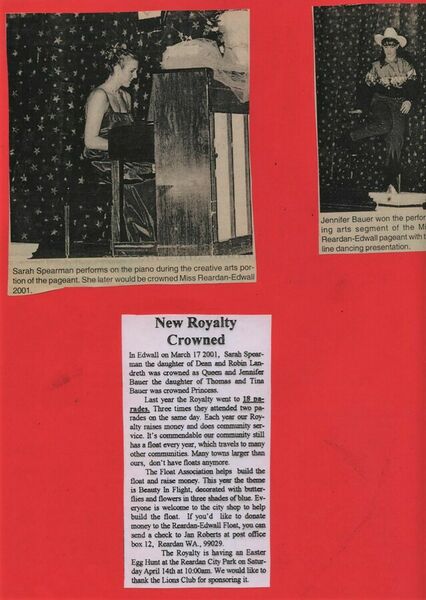 Sarah Spearman performs on the piano during the creative arts por-
tion of the pageant. She later would be crowned Miss Reardan-Edwall
2001.
Jennifer Bauer won the perfor
ing arts segment of the Mi
Reardan-Edwall pageant with
line dancing presentation.
New Royalty
Crowned
In Edwall on March 17 2001, Sarah Spear-
man the daughter of Dean and Robin Lan-
dreth was crowned as Queen and Jennifer
Bauer the daughter of Thomas and Tina
Bauer was crowned Princess.
Last year the Royalty went to 18 pa-
rades. Three times they attended two pa-
rades on the same day. Each year our Roy-
alty raises money and does community ser-
vice. It's commendable our community still
has a float every year, which travels to many
other communities. Many towns larger than
ours, don't have floats anymore.
The Float Association helps build the
float and raise money. This year the theme
is Beauty In Flight, decorated with butter-
flies and flowers in three shades of blue. Ev-
eryone is welcome to the city shop to help
build the float. If you'd like to donate
money to the Reardan-Edwall Float, you can
send a check to Jan Roberts at post office
box 12, Reardan WA., 99029.
The Royalty is having an Easter
Egg Hunt at the Reardan City Park on Satur-
day April 14th at 10:00am. We would like to
thank the Lions Club for sponsoring it.